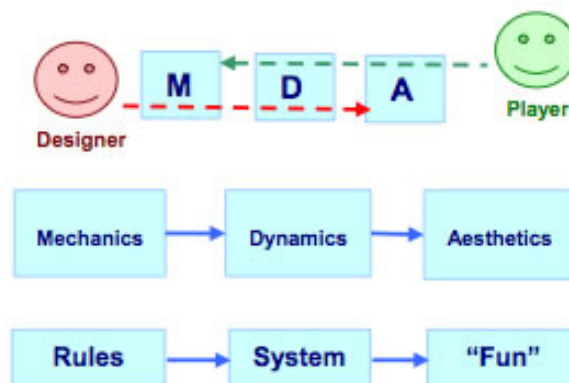 M D A
Designer
Player
Mechanics Dynamics Aesthetics
Rules System “Fun”